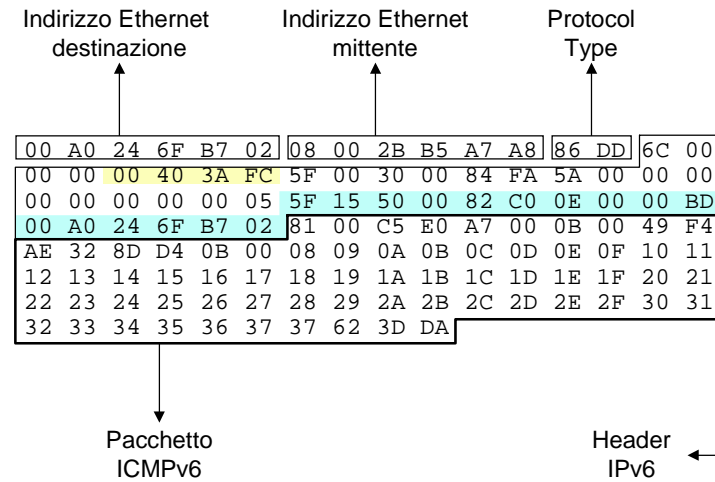 Indirizzo Ethernet
destinazione
Indirizzo Ethernet
mittente
Protocol
Type
00 A0 24 6F B7 02 08 00 2B B5 A7 A8 86 DD 6C 00
00 00 00 40 3A FC 5F 00 30 00 84 FA 5A 00 00 00
00 00 00 00 00 05 5F 15 50 00 82 C0 0E 00 00 BD
00 A0 24 6F B7 02 81 00 C5 E0 A7 00 0B 00 49 F4
AE 32 8D D4 0B 00 08 09 0A 0B 0C 0D 0E 0F 10 11
12 13 14 15 16 17 18 19 1A 1B 1C 1D 1E 1F 20 21
22 23 24 25 26 27 28 29 2A 2B 2C 2D 2E 2F 30 31
32 33 34 35 36 37 37 62 3D DA
Pacchetto
ICMPv6
Header
IPv6